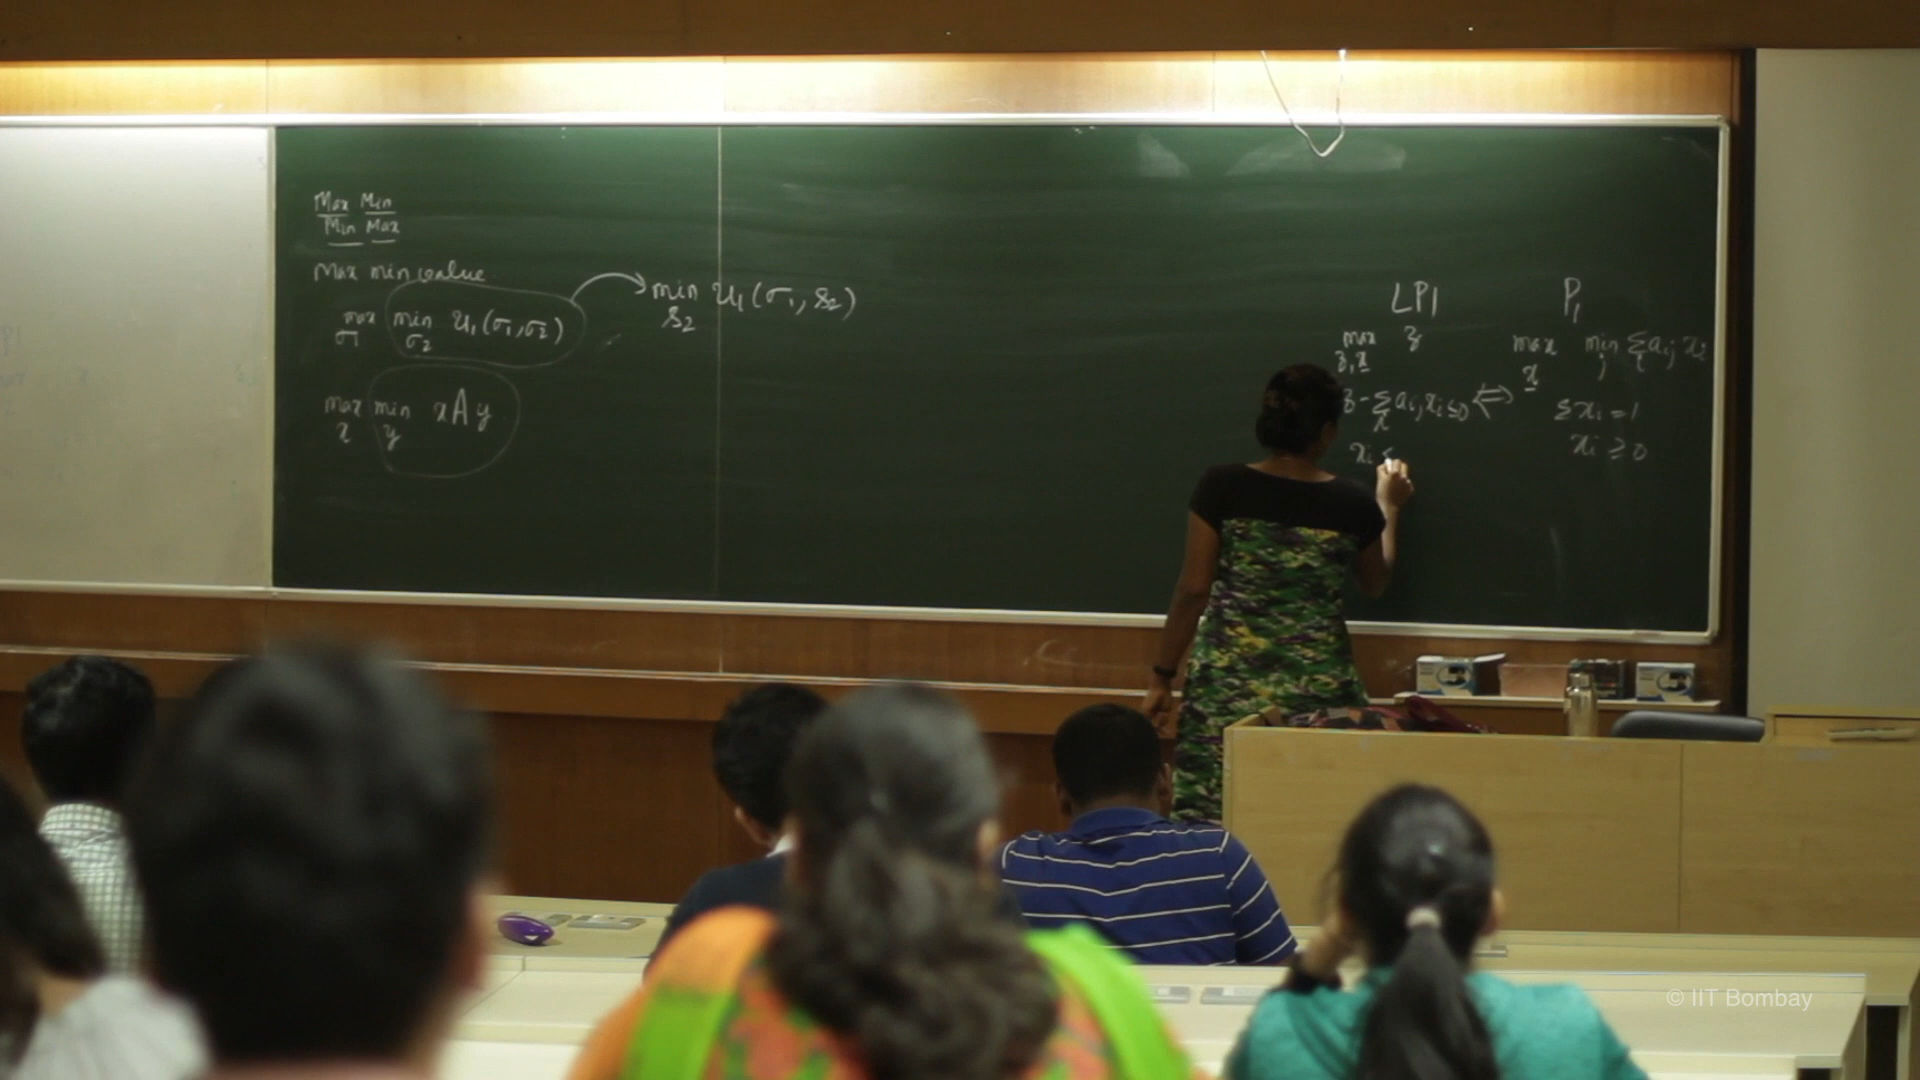 Max Min
Min Max
Max min value
max min u₁(σ₁,σ₂)
σ₁ σ₂
min u₁(σ₁, s₂)
s₂
max min x A y
x y
LP1
max z
z, x
z - Σ aᵢⱼ xᵢ ≤ 0 ⇔
xᵢ
P₁
max min Σ aᵢⱼ xᵢ
x j i
Σ xᵢ = 1
xᵢ ≥ 0
© IIT Bombay